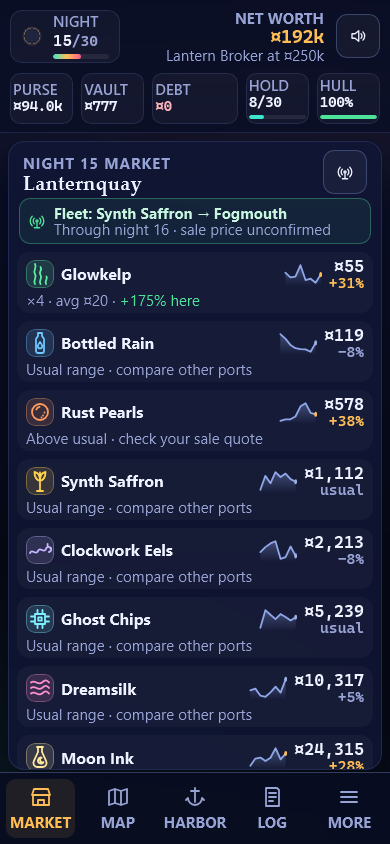 NIGHT
15/30
NET WORTH
¤192k
Lantern Broker at ¤250k
PURSE
¤94.0k
VAULT
¤777
DEBT
¤0
HOLD
8/30
HULL
100%
NIGHT 15 MARKET
Lanternquay
Fleet: Synth Saffron → Fogmouth
Through night 16 · sale price unconfirmed
Glowkelp
¤55
+31%
×4 · avg ¤20 · +175% here
Bottled Rain
¤119
−8%
Usual range · compare other ports
Rust Pearls
¤578
+38%
Above usual · check your sale quote
Synth Saffron
¤1,112
usual
Usual range · compare other ports
Clockwork Eels
¤2,213
−8%
Usual range · compare other ports
Ghost Chips
¤5,239
usual
Usual range · compare other ports
Dreamsilk
¤10,317
+5%
Usual range · compare other ports
Moon Ink
¤24,315
+28%
MARKET
MAP
HARBOR
LOG
MORE